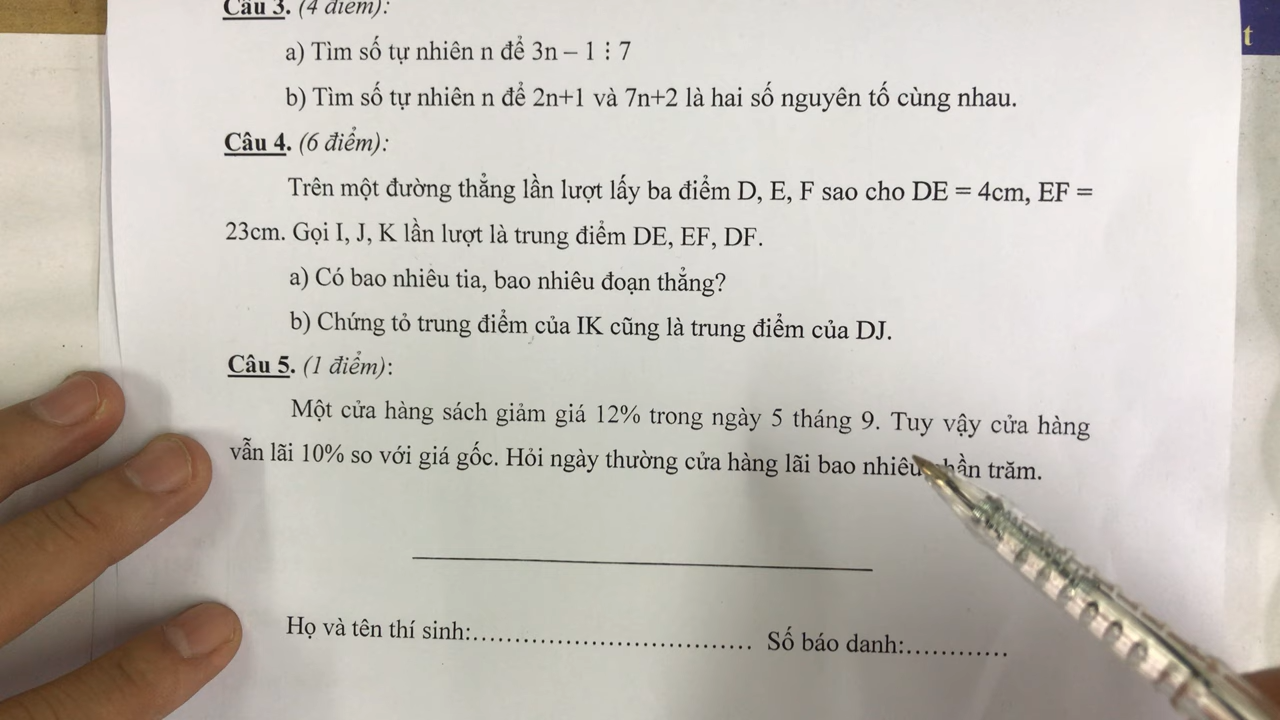 Câu 3. (4 điểm):
a) Tìm số tự nhiên n để 3n – 1 ⋮ 7
b) Tìm số tự nhiên n để 2n+1 và 7n+2 là hai số nguyên tố cùng nhau.
Câu 4. (6 điểm):
Trên một đường thẳng lần lượt lấy ba điểm D, E, F sao cho DE = 4cm, EF =
23cm. Gọi I, J, K lần lượt là trung điểm DE, EF, DF.
a) Có bao nhiêu tia, bao nhiêu đoạn thẳng?
b) Chứng tỏ trung điểm của IK cũng là trung điểm của DJ.
Câu 5. (1 điểm):
Một cửa hàng sách giảm giá 12% trong ngày 5 tháng 9. Tuy vậy cửa hàng
vẫn lãi 10% so với giá gốc. Hỏi ngày thường cửa hàng lãi bao nhiêu phần trăm.
Họ và tên thí sinh:................................. Số báo danh:............
t